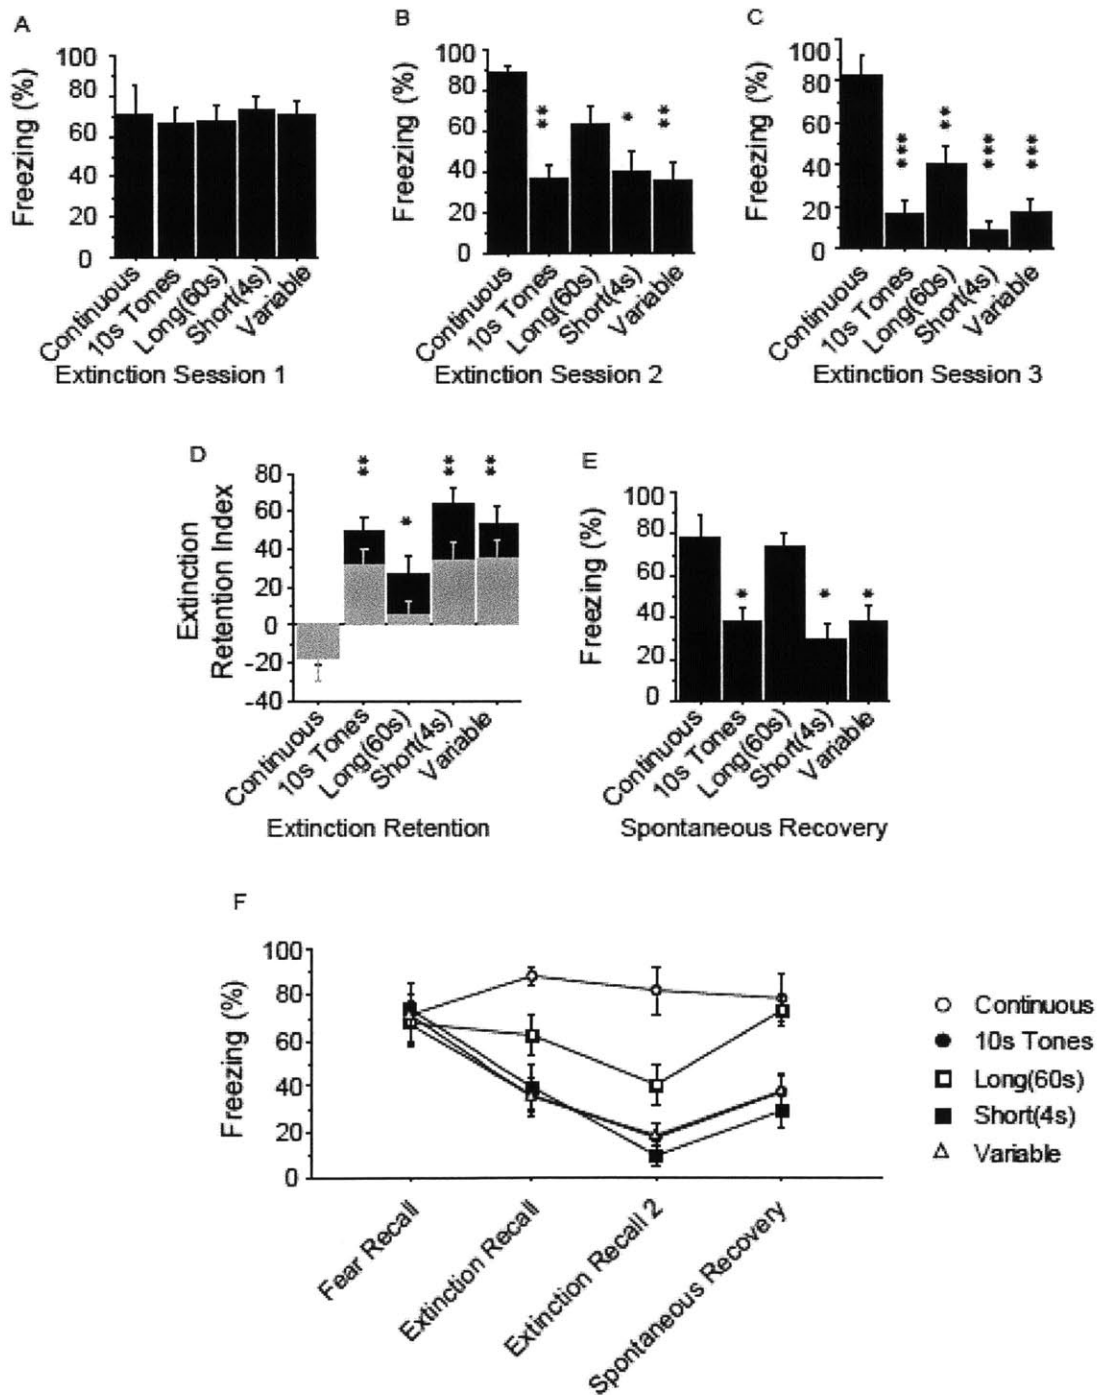 A
Freezing (%)
100
80
60
40
20
0
Continuous
10s Tones
Long(60s)
Short(4s)
Variable
Extinction Session 1
B
Freezing (%)
100
80
60
40
20
0
**
*
**
Continuous
10s Tones
Long(60s)
Short(4s)
Variable
Extinction Session 2
C
Freezing (%)
100
80
60
40
20
0
***
**
***
***
Continuous
10s Tones
Long(60s)
Short(4s)
Variable
Extinction Session 3
D
Extinction
Retention Index
80
60
40
20
0
-20
-40
**
*
**
**
Continuous
10s Tones
Long(60s)
Short(4s)
Variable
Extinction Retention
E
Freezing (%)
100
80
60
40
20
0
*
*
*
Continuous
10s Tones
Long(60s)
Short(4s)
Variable
Spontaneous Recovery
F
Freezing (%)
100
80
60
40
20
0
Fear Recall
Extinction Recall
Extinction Recall 2
Spontaneous Recovery
Continuous
10s Tones
Long(60s)
Short(4s)
Variable